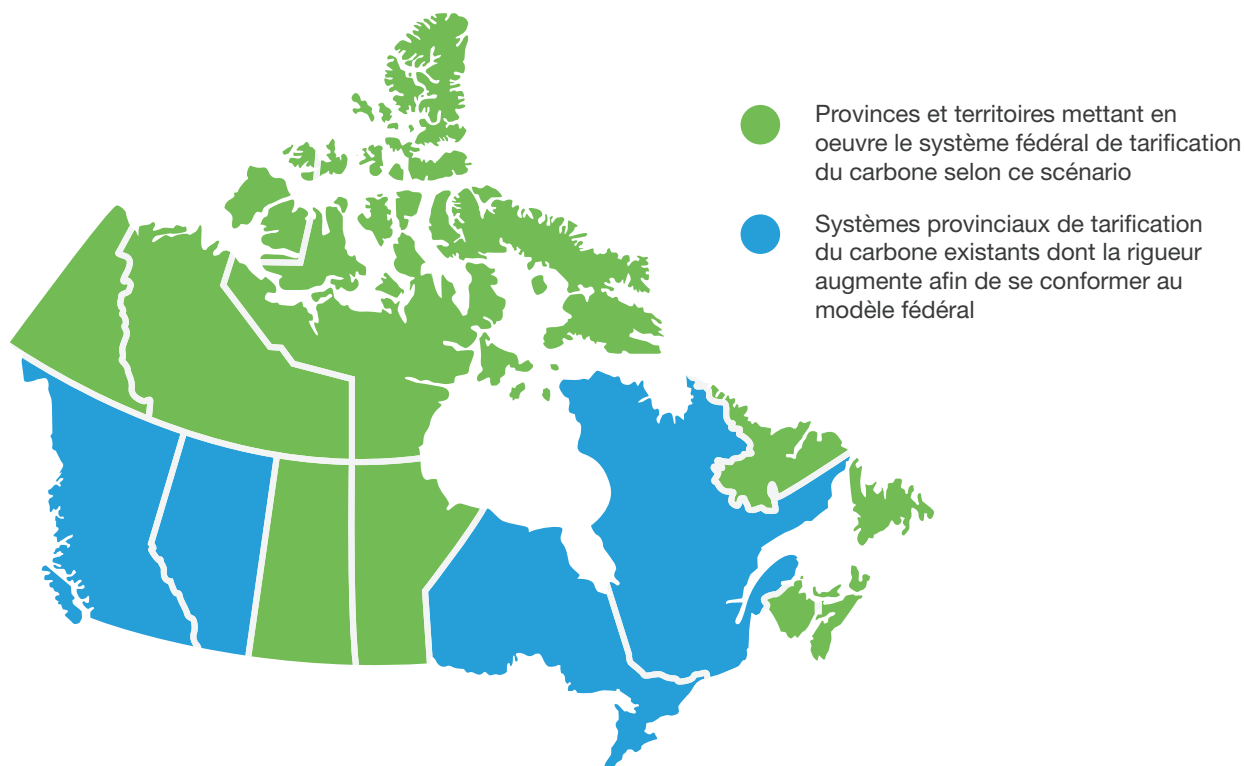 Provinces et territoires mettant en
oeuvre le système fédéral de tarification
du carbone selon ce scénario
Systèmes provinciaux de tarification
du carbone existants dont la rigueur
augmente afin de se conformer au
modèle fédéral